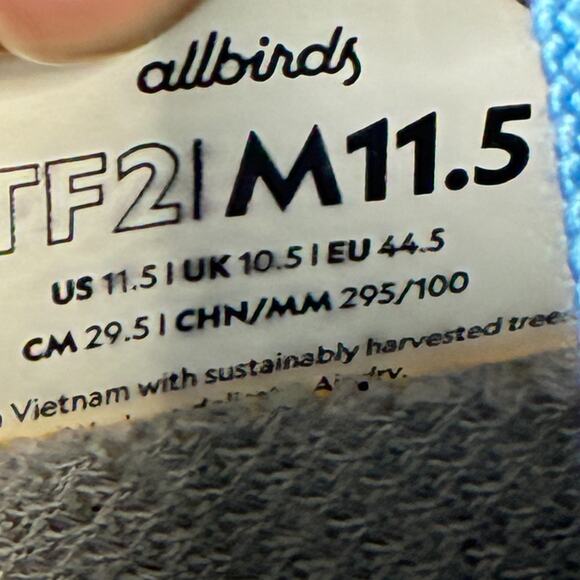 allbirds
TF2 | M11.5
US 11.5 | UK 10.5 | EU 44.5
CM 29.5 | CHN/MM 295/100
Vietnam with sustainably harvested trees